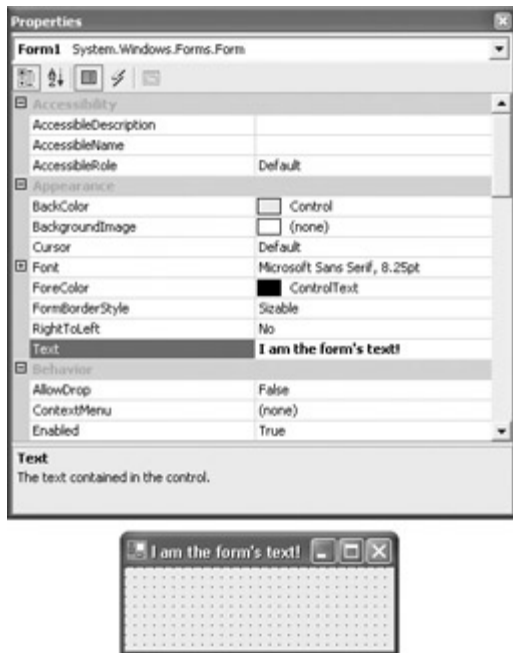 Properties
Form1 System.Windows.Forms.Form
Accessibility
AccessibleDescription
AccessibleName
AccessibleRole Default
Appearance
BackColor Control
BackgroundImage (none)
Cursor Default
Font Microsoft Sans Serif, 8.25pt
ForeColor ControlText
FormBorderStyle Sizable
RightToLeft No
Text I am the form's text!
Behavior
AllowDrop False
ContextMenu (none)
Enabled True
Text
The text contained in the control.
I am the form's text!